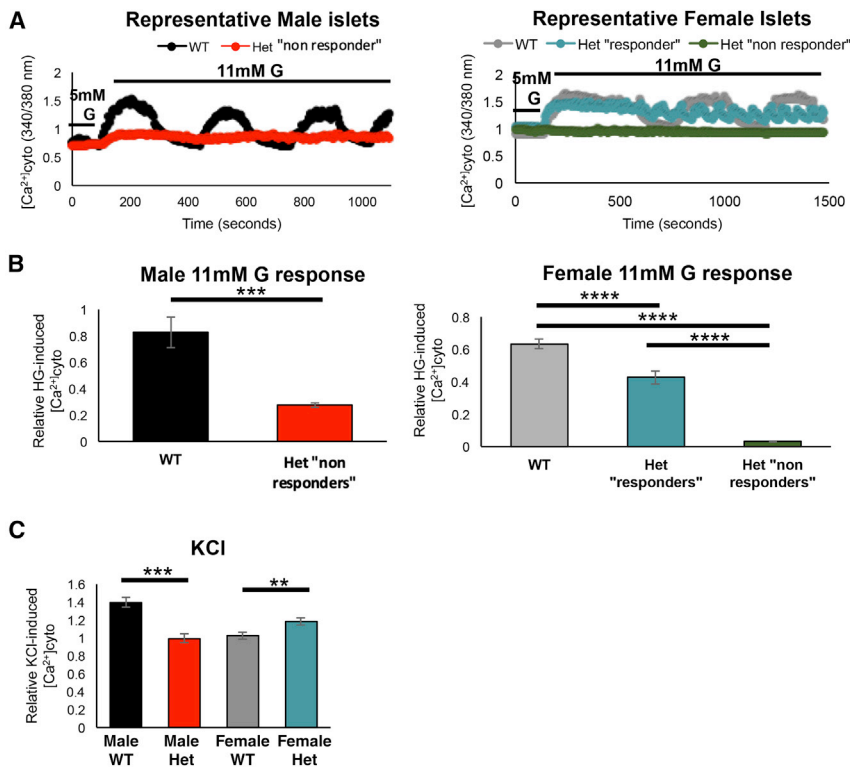 A
Representative Male islets
WT Het "non responder"
11mM G
5mM
G
[Ca²⁺]cyto (340/380 nm)
2
1.5
1
0.5
0
0 200 400 600 800 1000
Time (seconds)
Representative Female Islets
WT Het "responder" Het "non responder"
11mM G
5mM
G
[Ca²⁺]cyto (340/380 nm)
2
1.5
1
0.5
0
0 500 1000 1500
Time (seconds)
B
Male 11mM G response
***
Relative HG-induced
[Ca²⁺]cyto
1
0.8
0.6
0.4
0.2
0
WT Het "non
responders"
Female 11mM G response
****
****
****
Relative HG-induced
[Ca²⁺]cyto
0.8
0.6
0.4
0.2
0
WT Het Het "non
"responders" responders"
C
KCl
*** **
Relative KCl-induced
[Ca²⁺]cyto
1.6
1.4
1.2
1
0.8
0.6
0.4
0.2
0
Male Male Female Female
WT Het WT Het